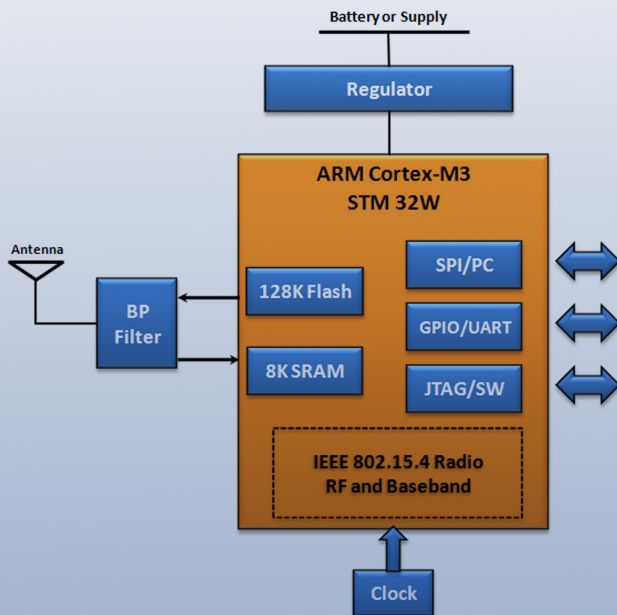 Battery or Supply
Regulator
ARM Cortex-M3
STM 32W
Antenna
SPI/PC
128K Flash
BP
Filter
GPIO/UART
8K SRAM
JTAG/SW
IEEE 802.15.4 Radio
RF and Baseband
Clock